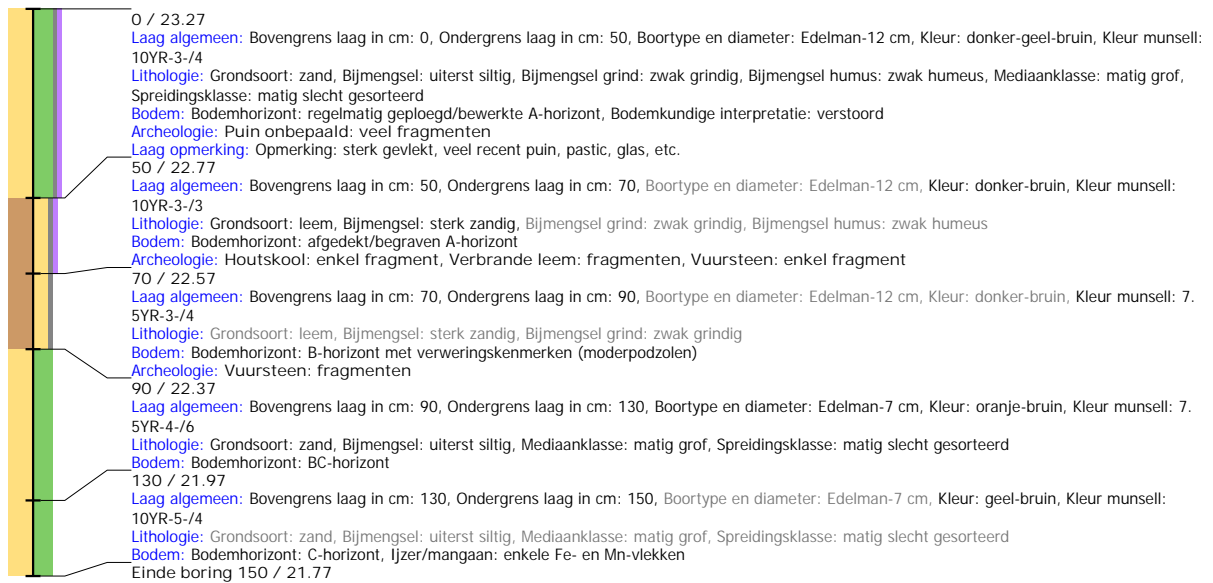 0 / 23.27
Laag algemeen: Bovengrens laag in cm: 0, Ondergrens laag in cm: 50, Boortype en diameter: Edelman-12 cm, Kleur: donker-geel-bruin, Kleur munsell:
10YR-3-/4
Lithologie: Grondsoort: zand, Bijmengsel: uiterst siltig, Bijmengsel grind: zwak grindig, Bijmengsel humus: zwak humeus, Mediaanklasse: matig grof,
Spreidingsklasse: matig slecht gesorteerd
Bodem: Bodemhorizont: regelmatig geploegd/bewerkte A-horizont, Bodemkundige interpretatie: verstoord
Archeologie: Puin onbepaald: veel fragmenten
Laag opmerking: Opmerking: sterk gevlekt, veel recent puin, pastic, glas, etc.
50 / 22.77
Laag algemeen: Bovengrens laag in cm: 50, Ondergrens laag in cm: 70, Boortype en diameter: Edelman-12 cm, Kleur: donker-bruin, Kleur munsell:
10YR-3-/3
Lithologie: Grondsoort: leem, Bijmengsel: sterk zandig, Bijmengsel grind: zwak grindig, Bijmengsel humus: zwak humeus
Bodem: Bodemhorizont: afgedekt/begraven A-horizont
Archeologie: Houtskool: enkel fragment, Verbrande leem: fragmenten, Vuursteen: enkel fragment
70 / 22.57
Laag algemeen: Bovengrens laag in cm: 70, Ondergrens laag in cm: 90, Boortype en diameter: Edelman-12 cm, Kleur: donker-bruin, Kleur munsell: 7.
5YR-3-/4
Lithologie: Grondsoort: leem, Bijmengsel: sterk zandig, Bijmengsel grind: zwak grindig
Bodem: Bodemhorizont: B-horizont met verweringskenmerken (moderpodzolen)
Archeologie: Vuursteen: fragmenten
90 / 22.37
Laag algemeen: Bovengrens laag in cm: 90, Ondergrens laag in cm: 130, Boortype en diameter: Edelman-7 cm, Kleur: oranje-bruin, Kleur munsell: 7.
5YR-4-/6
Lithologie: Grondsoort: zand, Bijmengsel: uiterst siltig, Mediaanklasse: matig grof, Spreidingsklasse: matig slecht gesorteerd
Bodem: Bodemhorizont: BC-horizont
130 / 21.97
Laag algemeen: Bovengrens laag in cm: 130, Ondergrens laag in cm: 150, Boortype en diameter: Edelman-7 cm, Kleur: geel-bruin, Kleur munsell:
10YR-5-/4
Lithologie: Grondsoort: zand, Bijmengsel: uiterst siltig, Mediaanklasse: matig grof, Spreidingsklasse: matig slecht gesorteerd
Bodem: Bodemhorizont: C-horizont, Ijzer/mangaan: enkele Fe- en Mn-vlekken
Einde boring 150 / 21.77